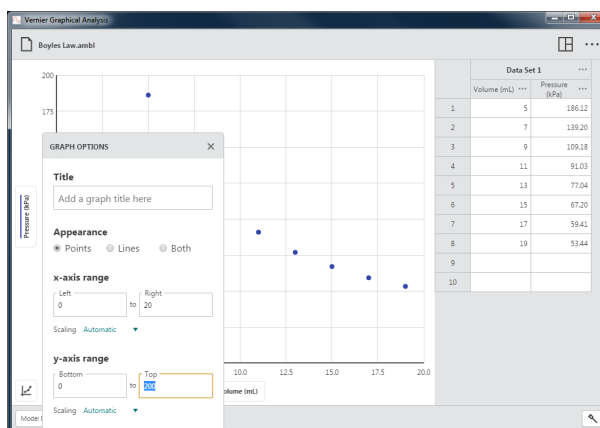 Vernier Graphical Analysis
Boyles Law.ambl
200
175
Pressure (kPa)
10.0 12.5 15.0 17.5 20.0
olume (mL)
GRAPH OPTIONS
Title
Add a graph title here
Appearance
Points Lines Both
x-axis range
Left Right
0 to 20
Scaling Automatic
y-axis range
Bottom Top
0 to 200
Scaling Automatic
Mode:
Data Set 1 ...
Volume (mL) ... Pressure (kPa) ...
1 5 186.12
2 7 139.20
3 9 109.18
4 11 91.03
5 13 77.04
6 15 67.20
7 17 59.41
8 19 53.44
9
10